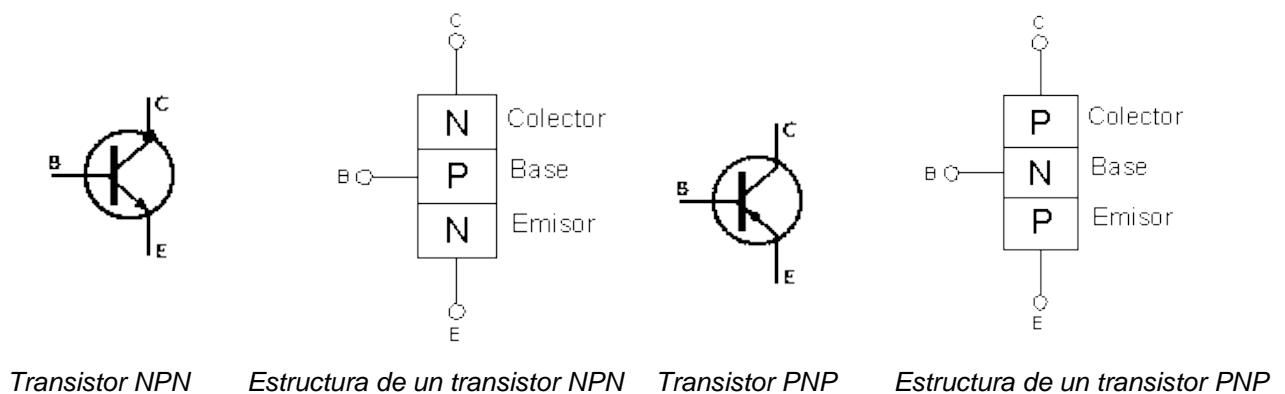 C
B
E
Transistor NPN
C
N Colector
B P Base
N Emisor
E
Estructura de un transistor NPN
C
B
E
Transistor PNP
C
P Colector
B N Base
P Emisor
E
Estructura de un transistor PNP